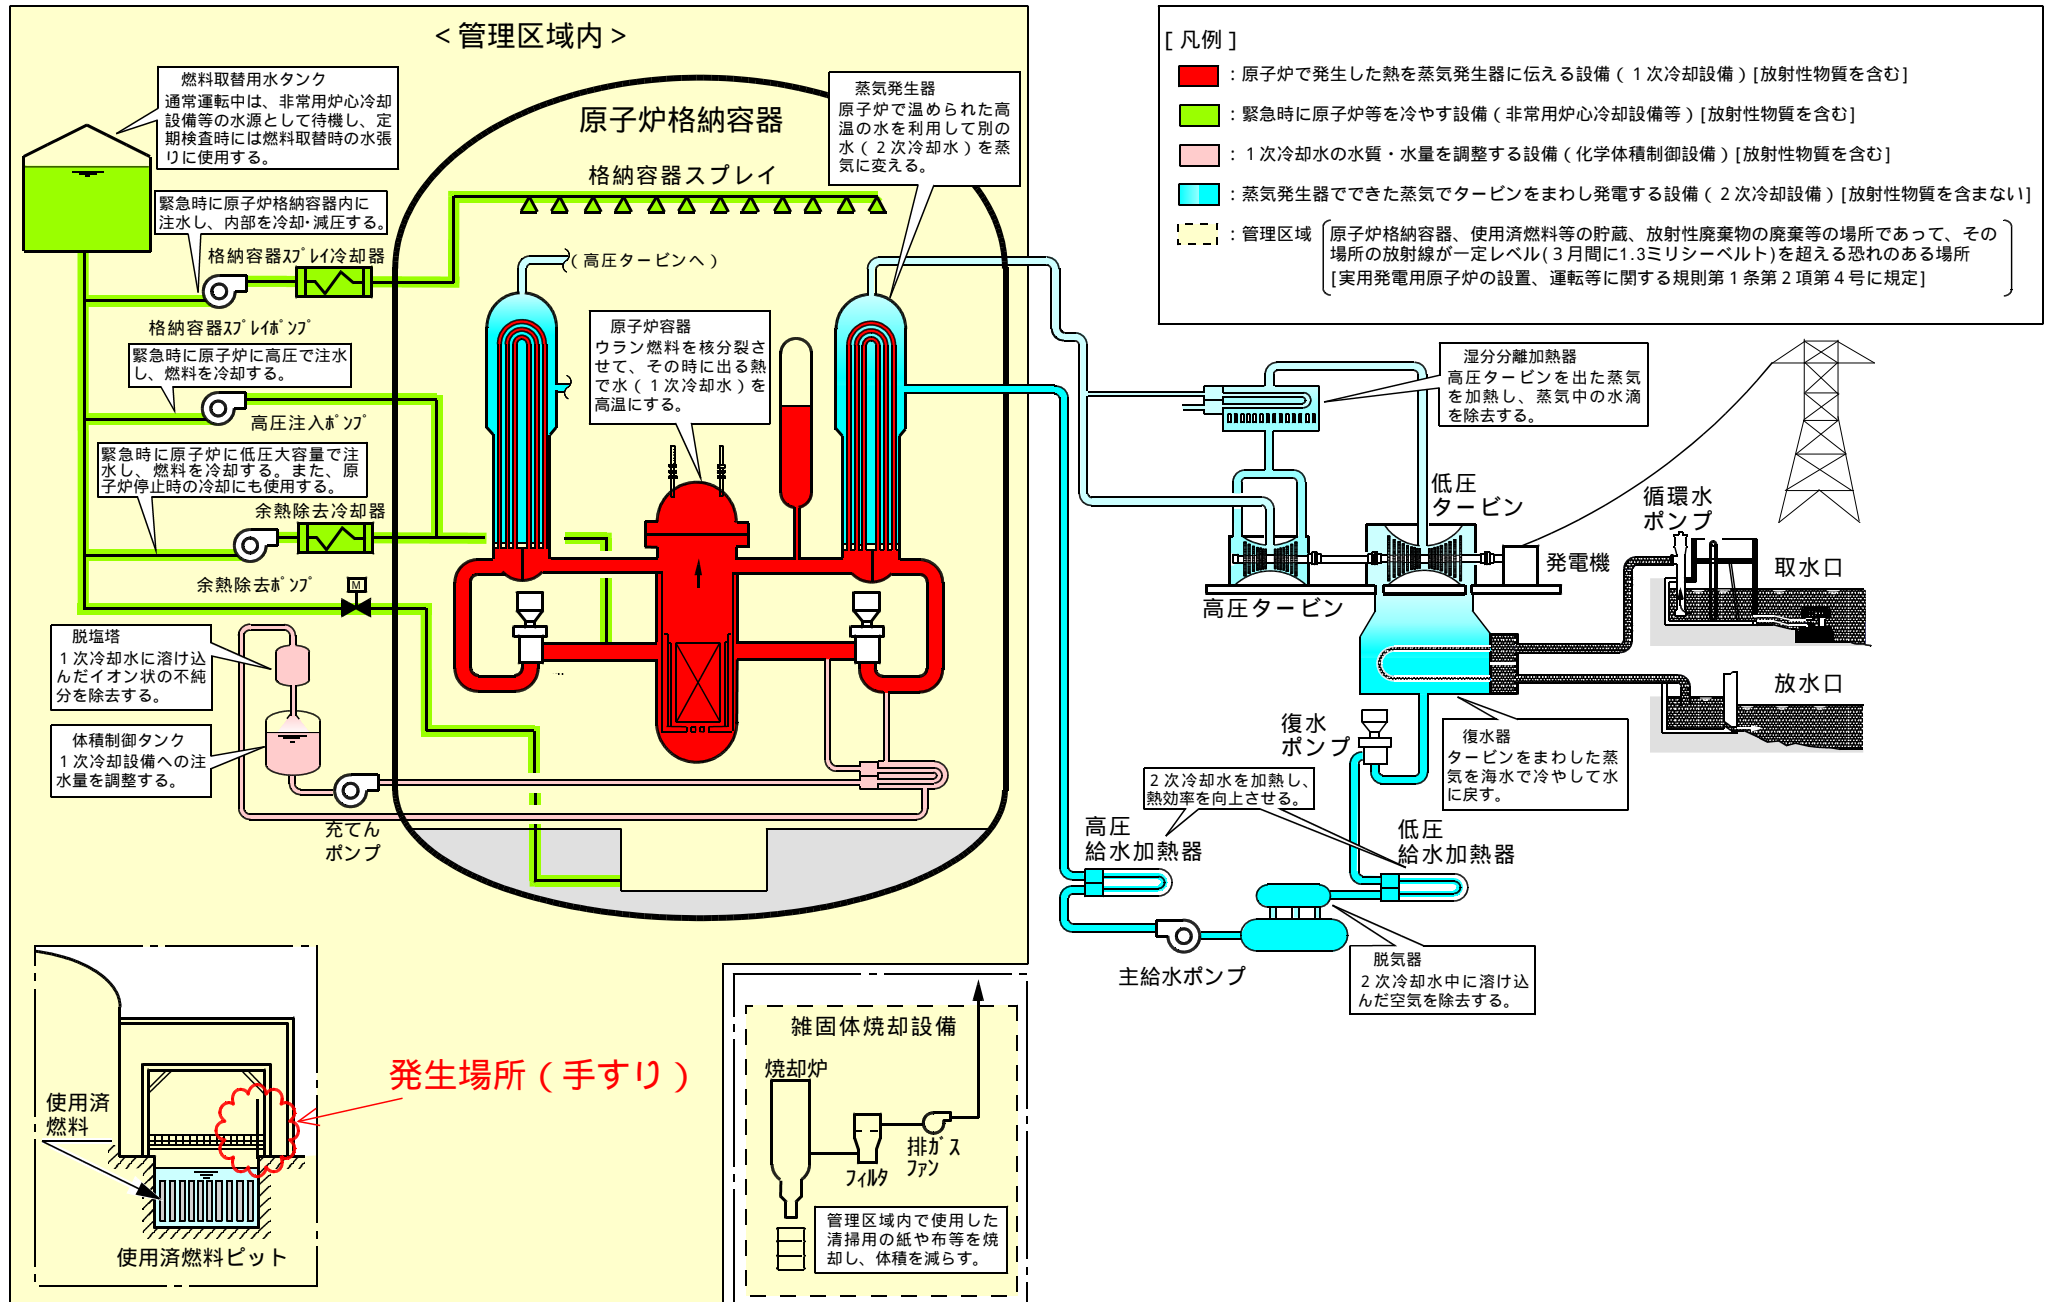 ＜管理区域内＞
燃料取替用水タンク
通常運転中は、非常用炉心冷却
設備等の水源として待機し、定
期検査時には燃料取替時の水張
りに使用する。
緊急時に原子炉格納容器内に
注水し、内部を冷却･減圧する。
格納容器ｽﾌﾟﾚｲ冷却器
格納容器ｽﾌﾟﾚｲﾎﾟﾝﾌﾟ
緊急時に原子炉に高圧で注水
し、燃料を冷却する。
高圧注入ﾎﾟﾝﾌﾟ
緊急時に原子炉に低圧大容量で注
水し、燃料を冷却する。また、原
子炉停止時の冷却にも使用する。
余熱除去冷却器
余熱除去ﾎﾟﾝﾌﾟ
M
脱塩塔
１次冷却水に溶け込
んだイオン状の不純
分を除去する。
体積制御タンク
１次冷却設備への注
水量を調整する。
充てん
ポンプ
原子炉格納容器
格納容器スプレイ
蒸気発生器
原子炉で温められた高
温の水を利用して別の
水（２次冷却水）を蒸
気に変える。
（高圧タービンへ）
原子炉容器
ウラン燃料を核分裂さ
せて、その時に出る熱
で水（１次冷却水）を
高温にする。
[ 凡例 ]
：原子炉で発生した熱を蒸気発生器に伝える設備（１次冷却設備）[放射性物質を含む]
：緊急時に原子炉等を冷やす設備（非常用炉心冷却設備等）[放射性物質を含む]
：１次冷却水の水質・水量を調整する設備（化学体積制御設備）[放射性物質を含む]
：蒸気発生器でできた蒸気でタービンをまわし発電する設備（２次冷却設備）[放射性物質を含まない]
：管理区域
原子炉格納容器、使用済燃料等の貯蔵、放射性廃棄物の廃棄等の場所であって、その
場所の放射線が一定レベル(３月間に1.3ミリシーベルト)を超える恐れのある場所
[実用発電用原子炉の設置、運転等に関する規則第１条第２項第４号に規定]
湿分分離加熱器
高圧タービンを出た蒸気
を加熱し、蒸気中の水滴
を除去する。
低圧
タービン
高圧タービン
発電機
循環水
ポンプ
取水口
放水口
復水
ポンプ
復水器
タービンをまわした蒸
気を海水で冷やして水
に戻す。
２次冷却水を加熱し、
熱効率を向上させる。
高圧
給水加熱器
低圧
給水加熱器
主給水ポンプ
脱気器
２次冷却水中に溶け込
んだ空気を除去する。
発生場所（手すり）
使用済
燃料
使用済燃料ピット
雑固体焼却設備
焼却炉
フィルタ
排ｶﾞｽ
ﾌｧﾝ
管理区域内で使用した
清掃用の紙や布等を焼
却し、体積を減らす。